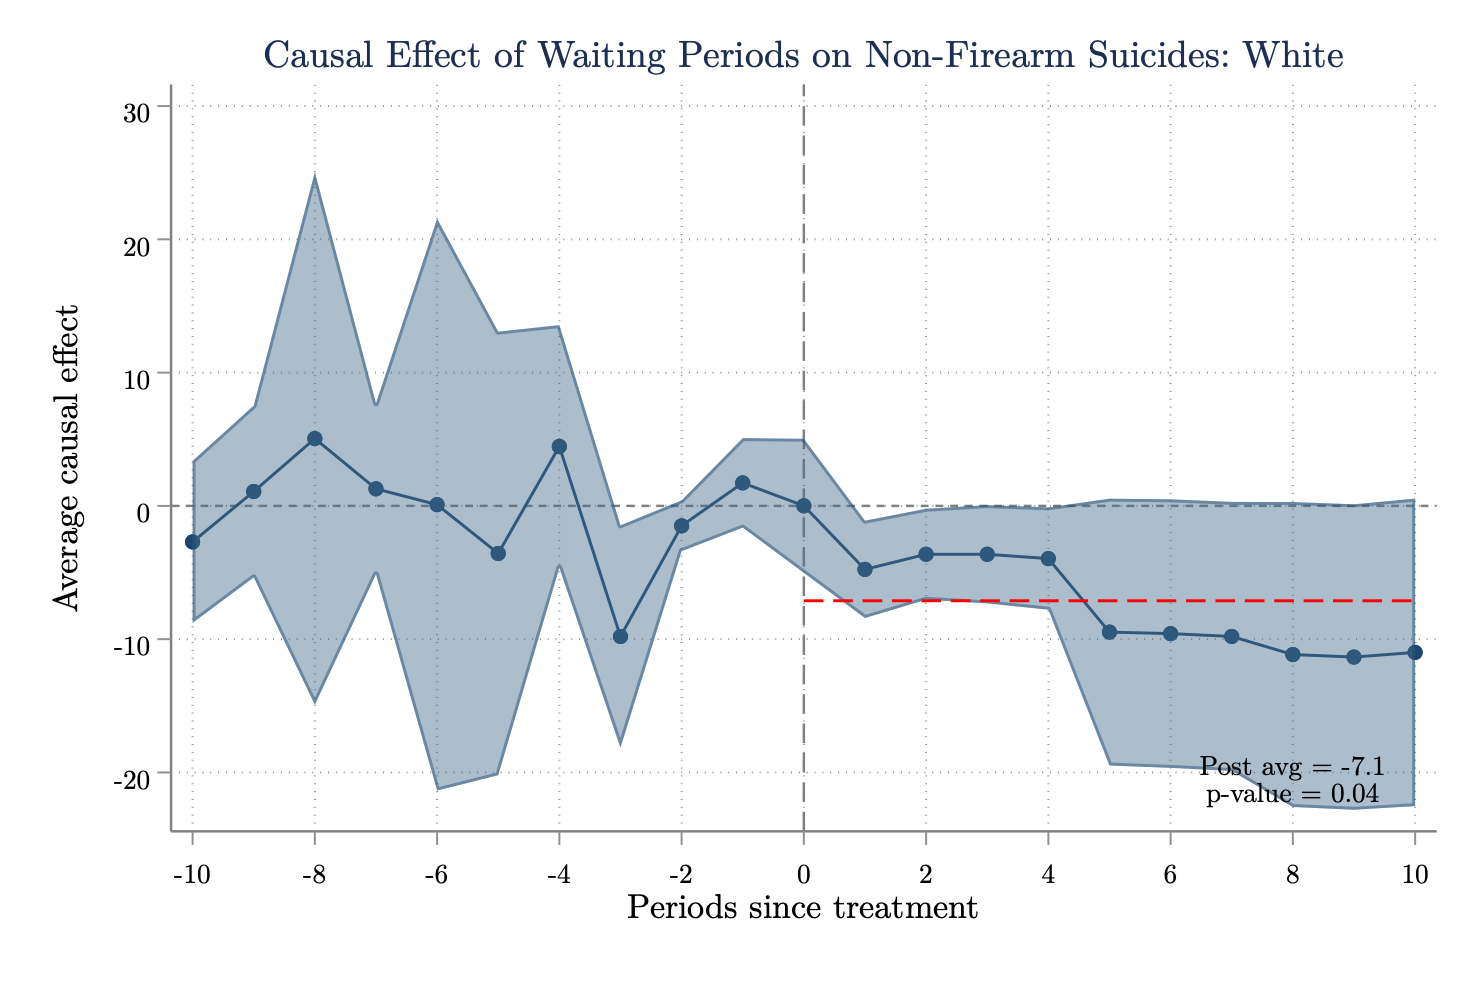 Causal Effect of Waiting Periods on Non-Firearm Suicides: White
Average causal effect
30
20
10
0
-10
-20
Post avg = -7.1
p-value = 0.04
-10 -8 -6 -4 -2 0 2 4 6 8 10
Periods since treatment